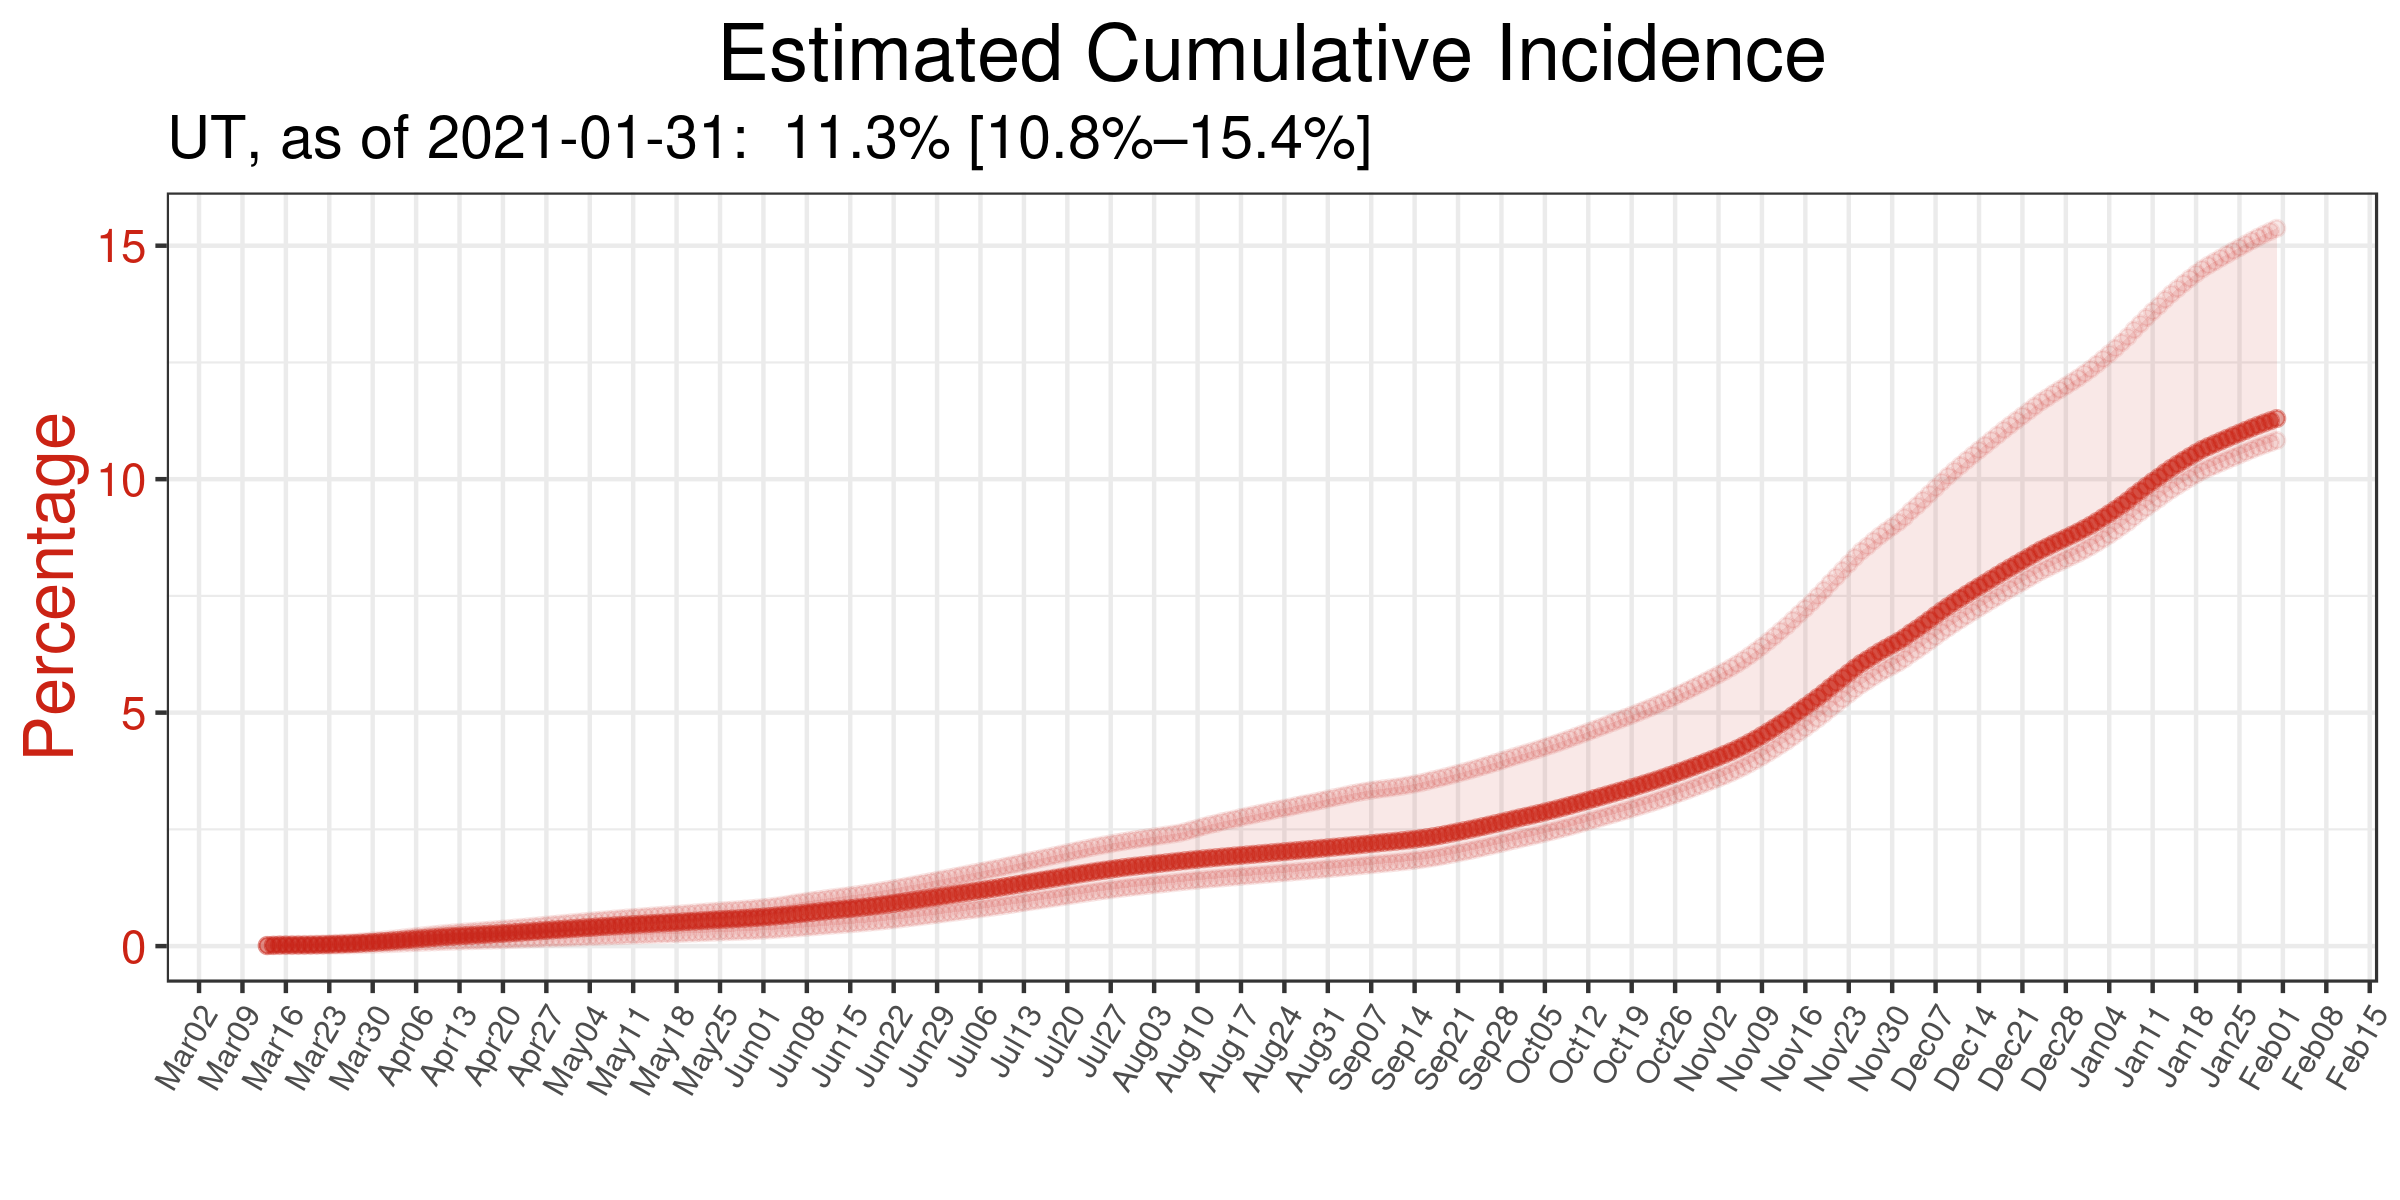 Estimated Cumulative Incidence
UT, as of 2021-01-31:  11.3% [10.8%–15.4%]
Percentage
15
10
5
0
Mar02
Mar09
Mar16
Mar23
Mar30
Apr06
Apr13
Apr20
Apr27
May04
May11
May18
May25
Jun01
Jun08
Jun15
Jun22
Jun29
Jul06
Jul13
Jul20
Jul27
Aug03
Aug10
Aug17
Aug24
Aug31
Sep07
Sep14
Sep21
Sep28
Oct05
Oct12
Oct19
Oct26
Nov02
Nov09
Nov16
Nov23
Nov30
Dec07
Dec14
Dec21
Dec28
Jan04
Jan11
Jan18
Jan25
Feb01
Feb08
Feb15